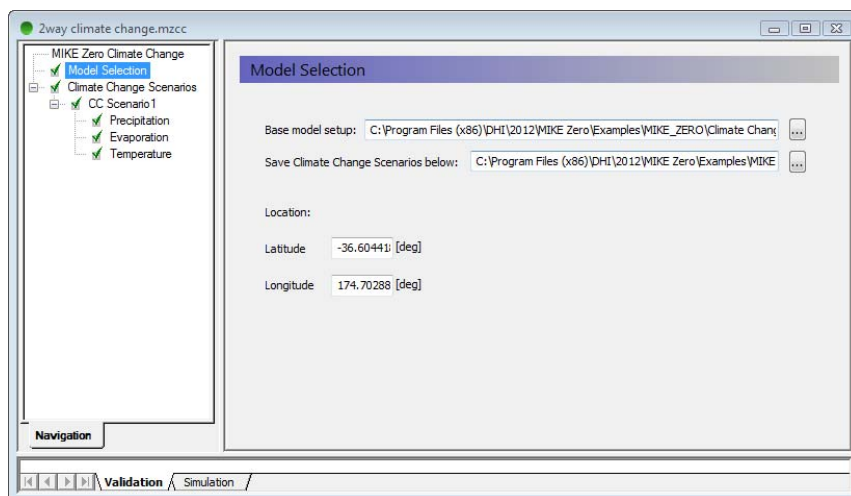 2way climate change.mzcc
MIKE Zero Climate Change
Model Selection
Climate Change Scenarios
CC Scenario1
Precipitation
Evaporation
Temperature
Navigation
Model Selection
Base model setup: C:\Program Files (x86)\DHI\2012\MIKE Zero\Examples\MIKE_ZERO\Climate Chang ...
Save Climate Change Scenarios below: C:\Program Files (x86)\DHI\2012\MIKE Zero\Examples\MIKE ...
Location:
Latitude -36.60441 [deg]
Longitude 174.70288 [deg]
Validation Simulation